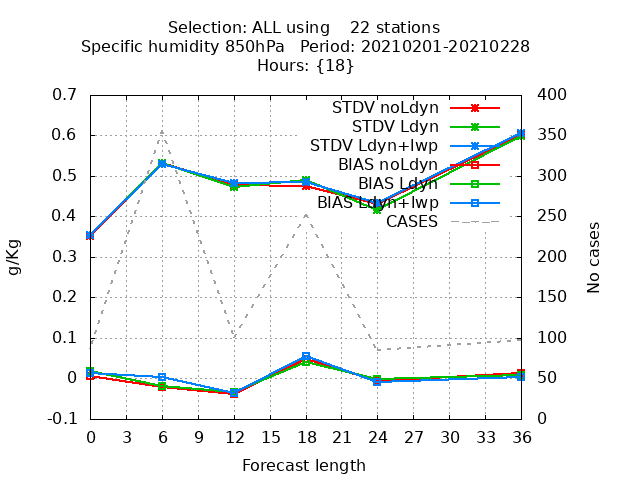 Selection: ALL using    22 stations
Specific humidity 850hPa   Period: 20210201-20210228
Hours: {18}
0.7
0.6
0.5
0.4
0.3
0.2
0.1
0
-0.1
g/Kg
STDV noLdyn
STDV Ldyn
STDV Ldyn+lwp
BIAS noLdyn
BIAS Ldyn
BIAS Ldyn+lwp
CASES
400
350
300
250
200
150
100
50
0
No cases
0 3 6 9 12 15 18 21 24 27 30 33 36
Forecast length